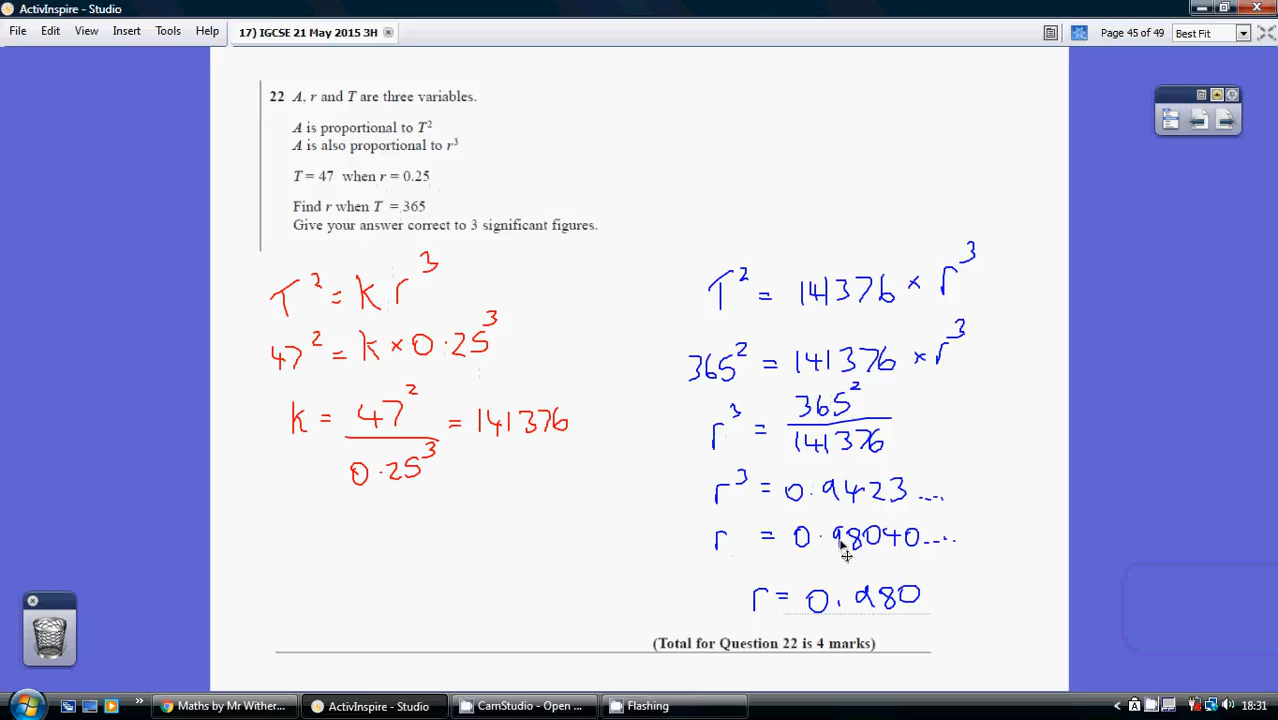 ActivInspire - Studio
File Edit View Insert Tools Help 17) IGCSE 21 May 2015 3H Page 45 of 49 Best Fit
22 A, r and T are three variables.
A is proportional to T²
A is also proportional to r³
T = 47 when r = 0.25
Find r when T = 365
Give your answer correct to 3 significant figures.
T² = k r³
47² = k × 0.25³
k = 47² / 0.25³ = 141376
T² = 141376 × r³
365² = 141376 × r³
r³ = 365² / 141376
r³ = 0.9423 ....
r = 0.98040....
r = 0.980
(Total for Question 22 is 4 marks)
Maths by Mr Wither... ActivInspire - Studio CamStudio - Open ... Flashing 18:31